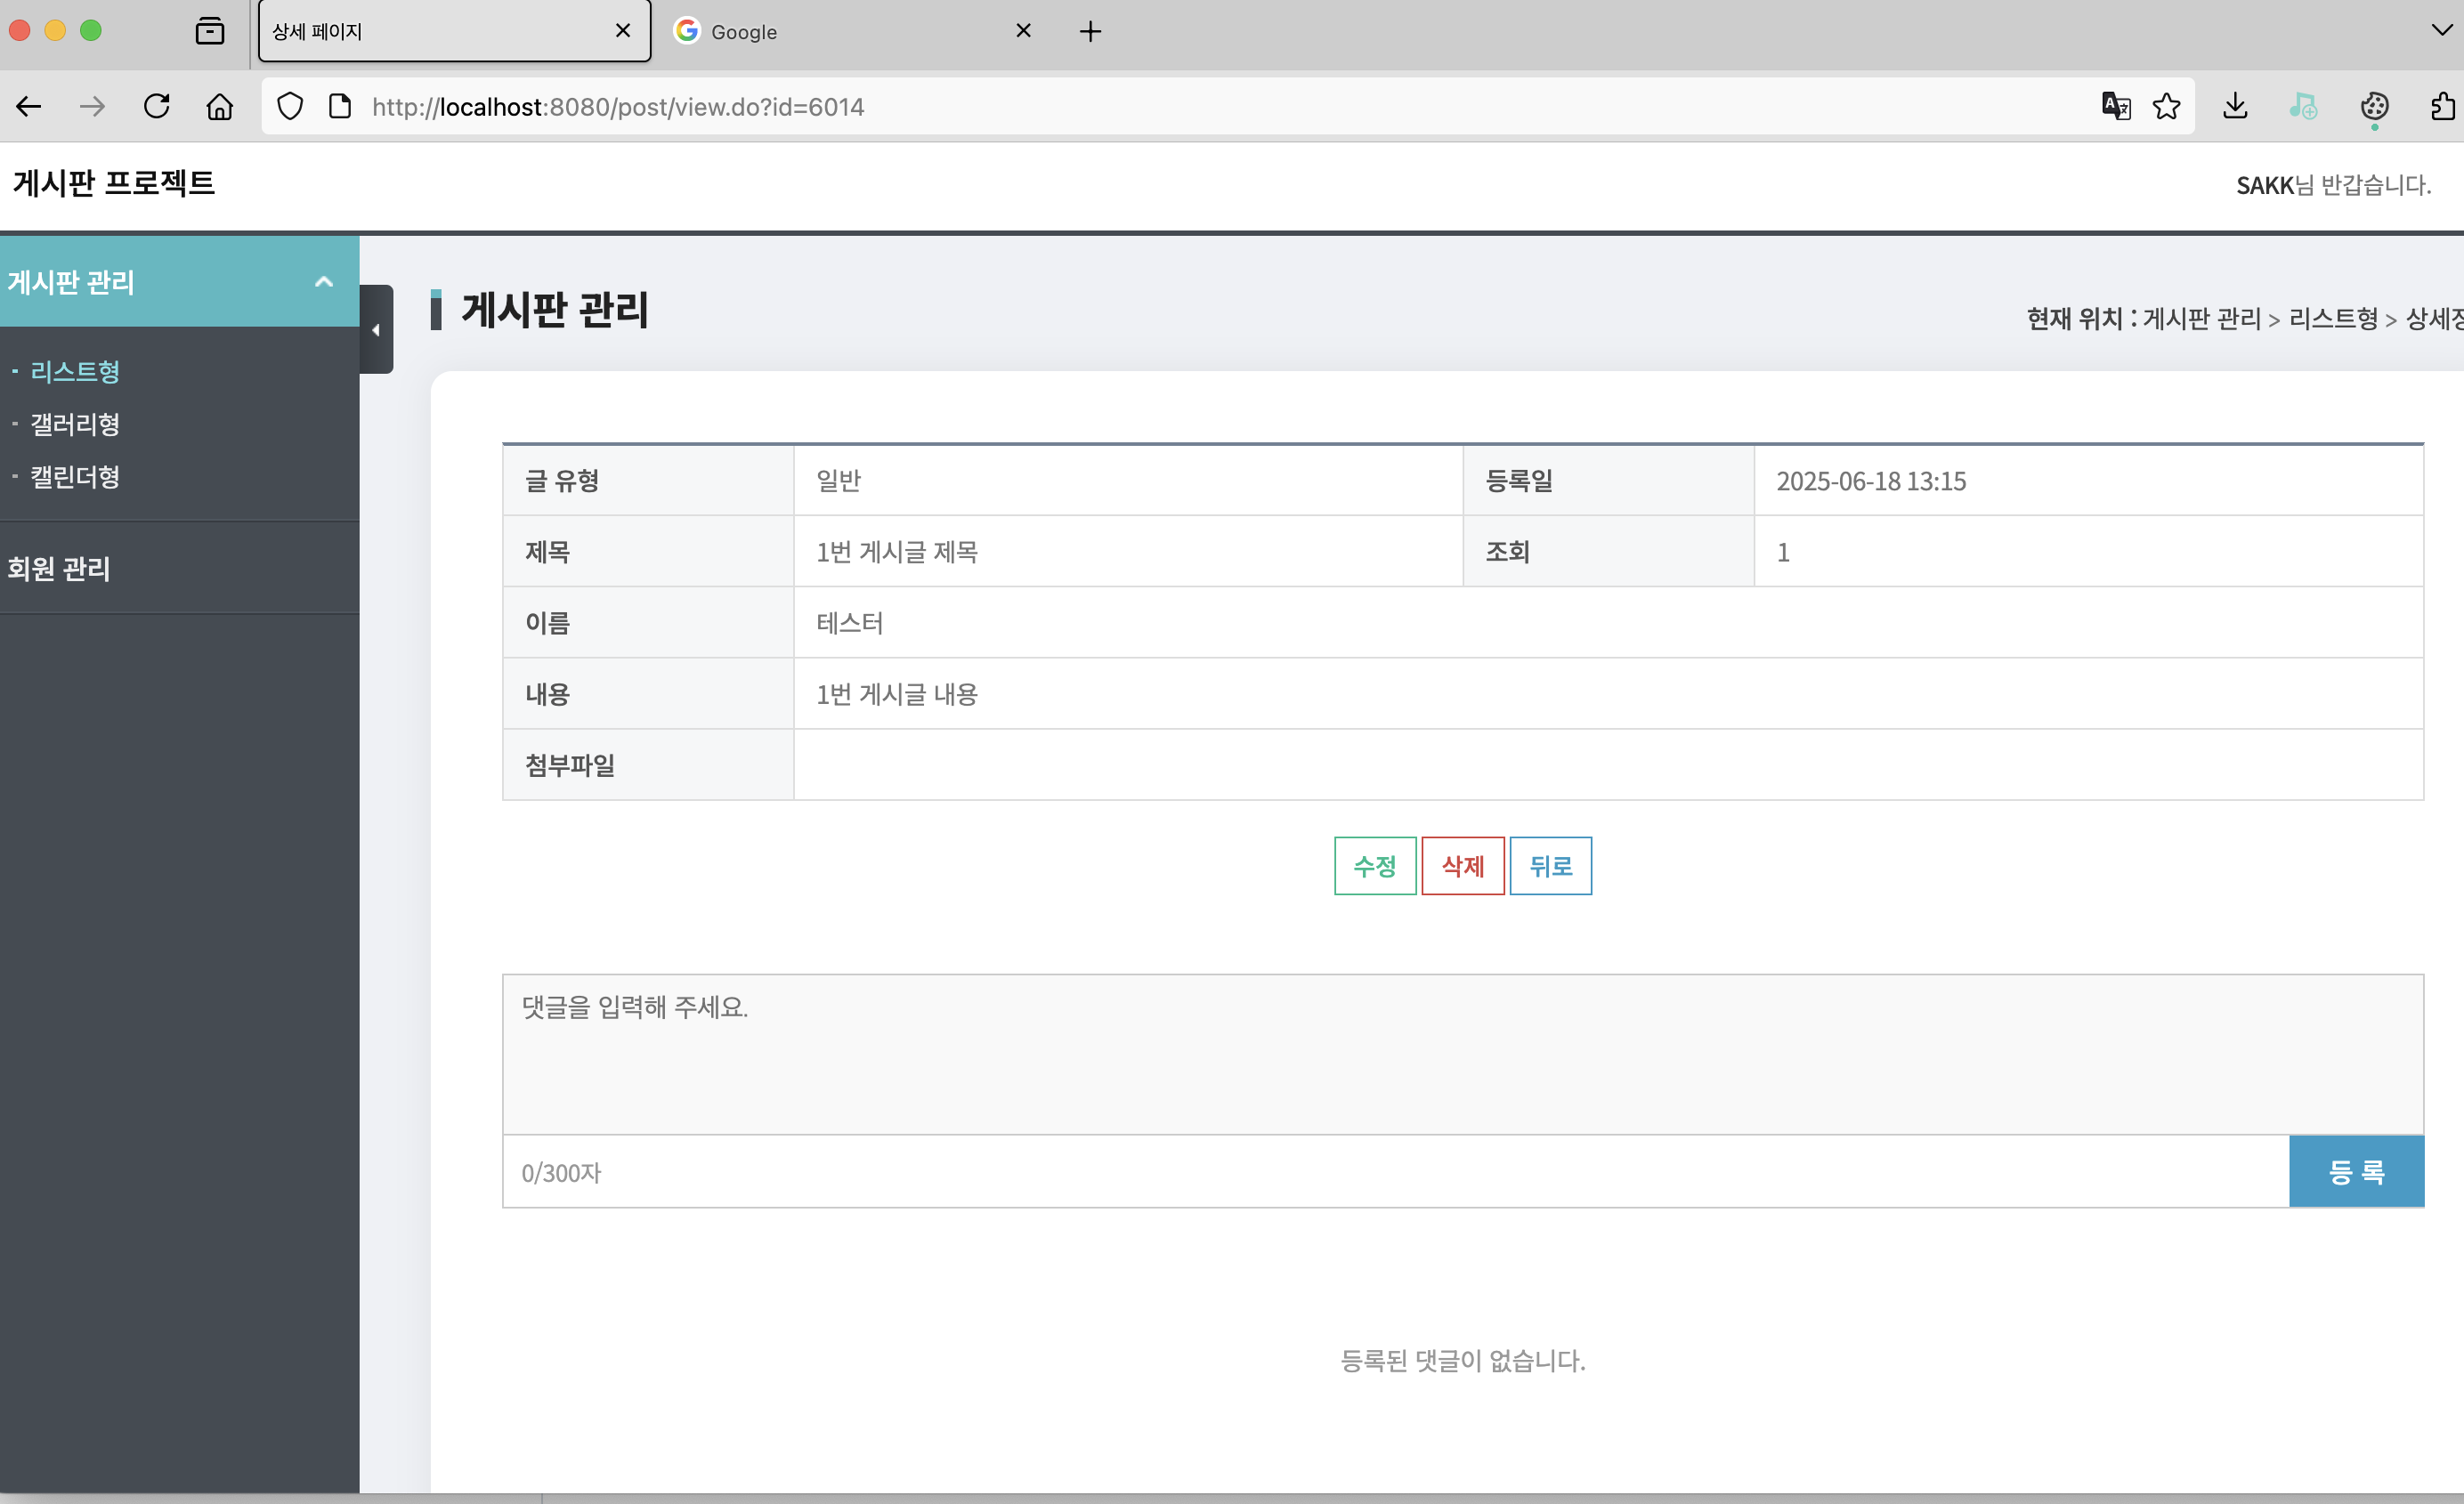 상세 페이지
Google
http://localhost:8080/post/view.do?id=6014
게시판 프로젝트
SAKK님 반갑습니다.
게시판 관리
- 리스트형
- 갤러리형
- 캘린더형
회원 관리
게시판 관리
현재 위치 : 게시판 관리 > 리스트형 > 상세정
글 유형 일반 등록일 2025-06-18 13:15
제목 1번 게시글 제목 조회 1
이름 테스터
내용 1번 게시글 내용
첨부파일
수정 삭제 뒤로
댓글을 입력해 주세요.
0/300자
등 록
등록된 댓글이 없습니다.